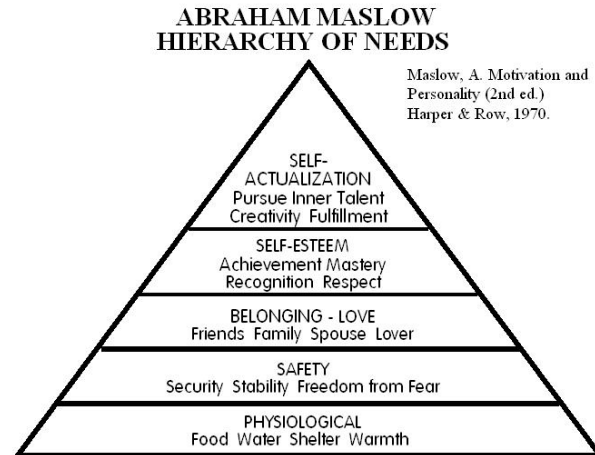 ABRAHAM MASLOW
HIERARCHY OF NEEDS
Maslow, A. Motivation and
Personality (2nd ed.)
Harper & Row, 1970.
SELF-
ACTUALIZATION
Pursue Inner Talent
Creativity Fulfillment
SELF-ESTEEM
Achievement Mastery
Recognition Respect
BELONGING - LOVE
Friends Family Spouse Lover
SAFETY
Security Stability Freedom from Fear
PHYSIOLOGICAL
Food Water Shelter Warmth